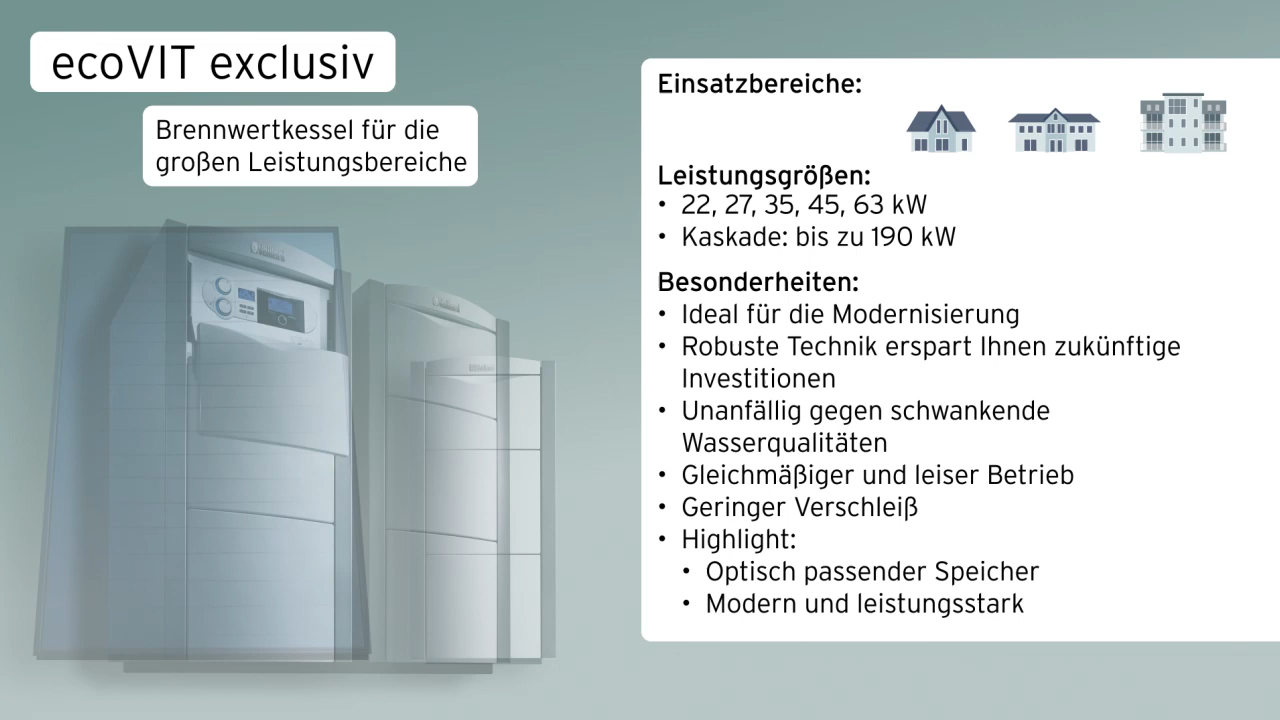 ecoVIT exclusiv
Brennwertkessel für die
großen Leistungsbereiche
Einsatzbereiche:
Leistungsgrößen:
• 22, 27, 35, 45, 63 kW
• Kaskade: bis zu 190 kW
Besonderheiten:
• Ideal für die Modernisierung
• Robuste Technik erspart Ihnen zukünftige
Investitionen
• Unanfällig gegen schwankende
Wasserqualitäten
• Gleichmäßiger und leiser Betrieb
• Geringer Verschleiß
• Highlight:
• Optisch passender Speicher
• Modern und leistungsstark